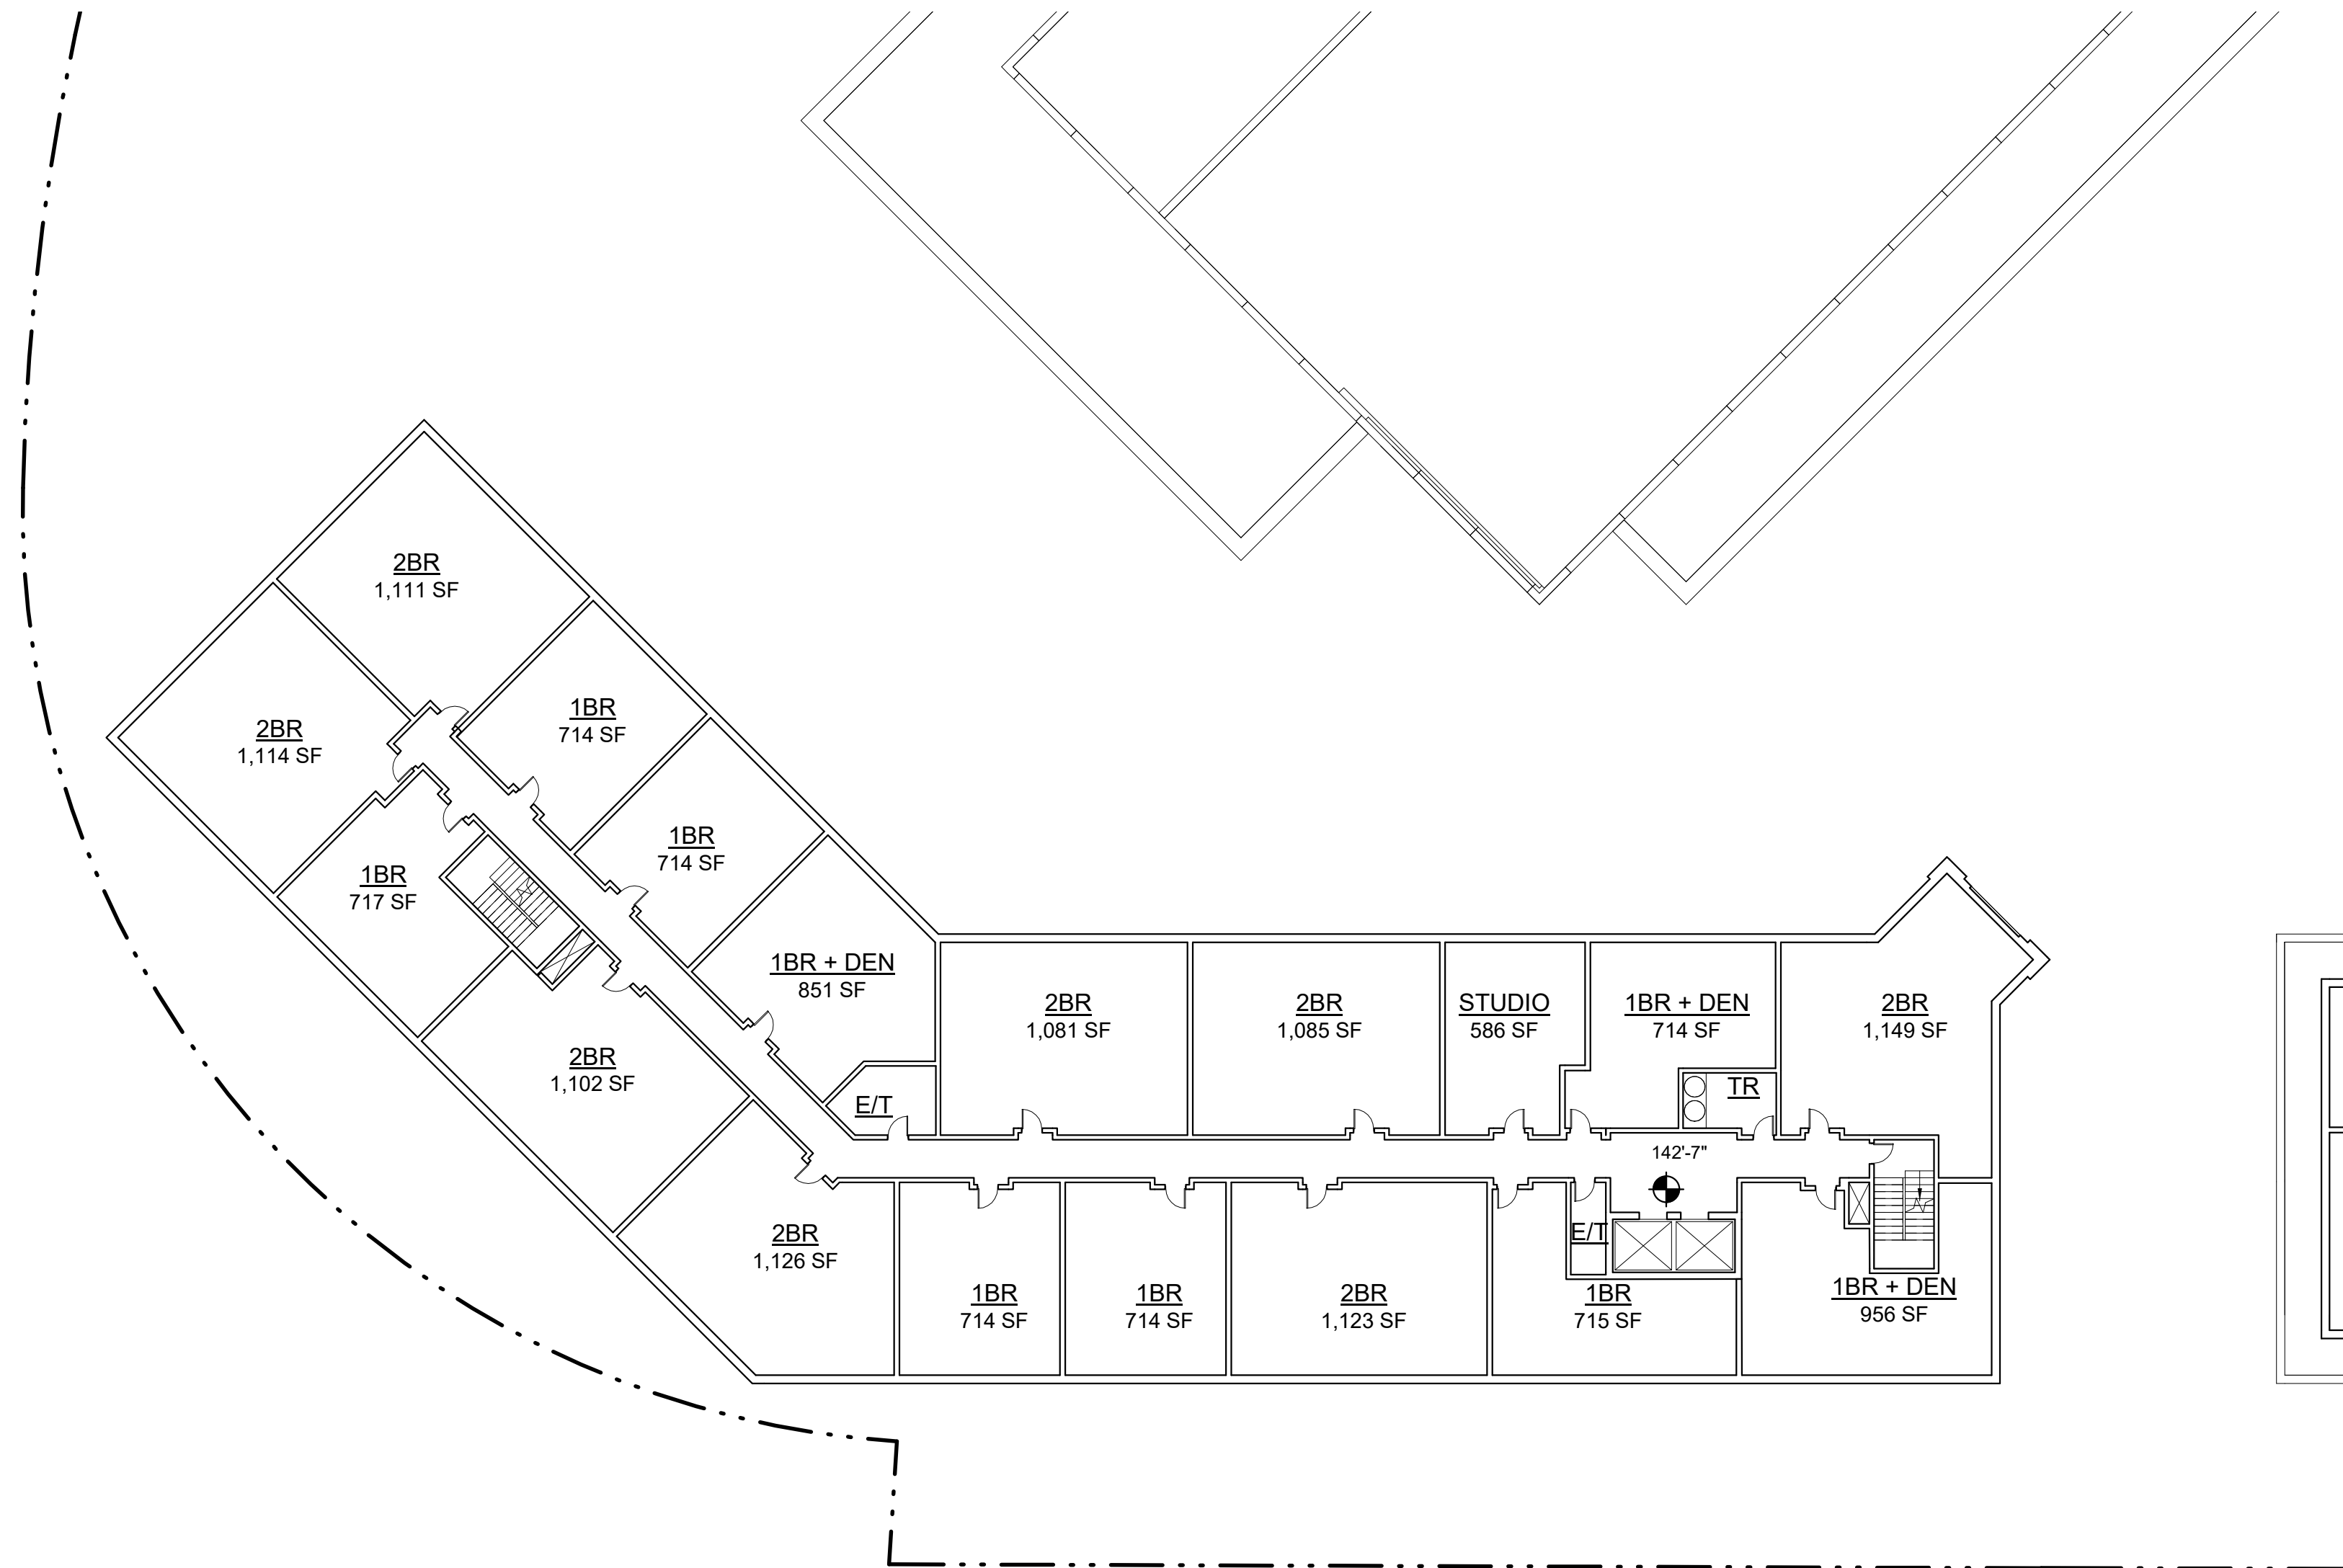 2BR
1,111 SF
2BR
1,114 SF
1BR
714 SF
1BR
714 SF
1BR
717 SF
1BR + DEN
851 SF
2BR
1,102 SF
E/T
2BR
1,126 SF
2BR
1,081 SF
2BR
1,085 SF
STUDIO
586 SF
1BR + DEN
714 SF
TR
2BR
1,149 SF
142'-7"
1BR
714 SF
1BR
714 SF
2BR
1,123 SF
E/T
1BR
715 SF
1BR + DEN
956 SF